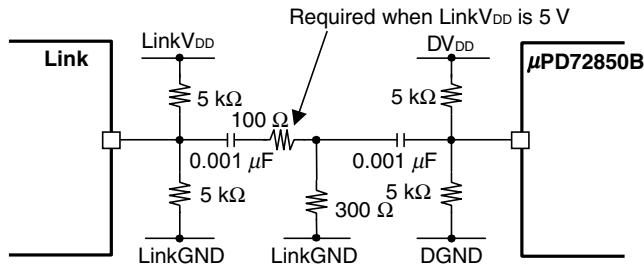 Required when LinkVDD is 5 V
LinkVDD
DVDD
Link
µPD72850B
5 kΩ
5 kΩ
100 Ω
0.001 µF
0.001 µF
5 kΩ
300 Ω
5 kΩ
LinkGND
LinkGND
DGND